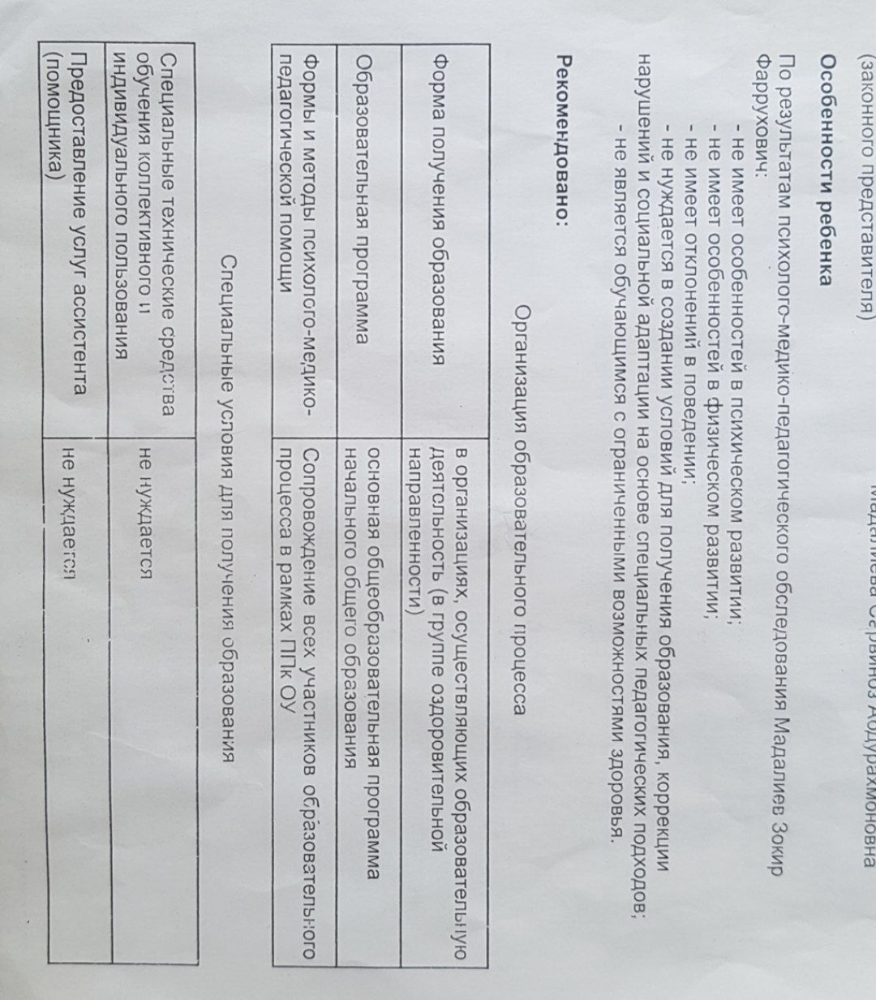 (законного представителя)
Мадалиева Сарвиноз Абдурахмоновна
Особенности ребенка
По результатам психолого-медико-педагогического обследования Мадалиев Зокир
Фаррухович:
- не имеет особенностей в психическом развитии;
- не имеет особенностей в физическом развитии;
- не имеет отклонений в поведении;
- не нуждается в создании условий для получения образования, коррекции
нарушений и социальной адаптации на основе специальных педагогических подходов;
- не является обучающимся с ограниченными возможностями здоровья.
Рекомендовано:
Организация образовательного процесса
Форма получения образования
в организациях, осуществляющих образовательную
деятельность (в группе оздоровительной
направленности)
Образовательная программа
основная общеобразовательная программа
начального общего образования
Формы и методы психолого-медико-
педагогической помощи
Сопровождение всех участников образовательного
процесса в рамках ППк ОУ
Специальные условия для получения образования
Специальные технические средства
обучения коллективного и
индивидуального пользования
не нуждается
Предоставление услуг ассистента
(помощника)
не нуждается